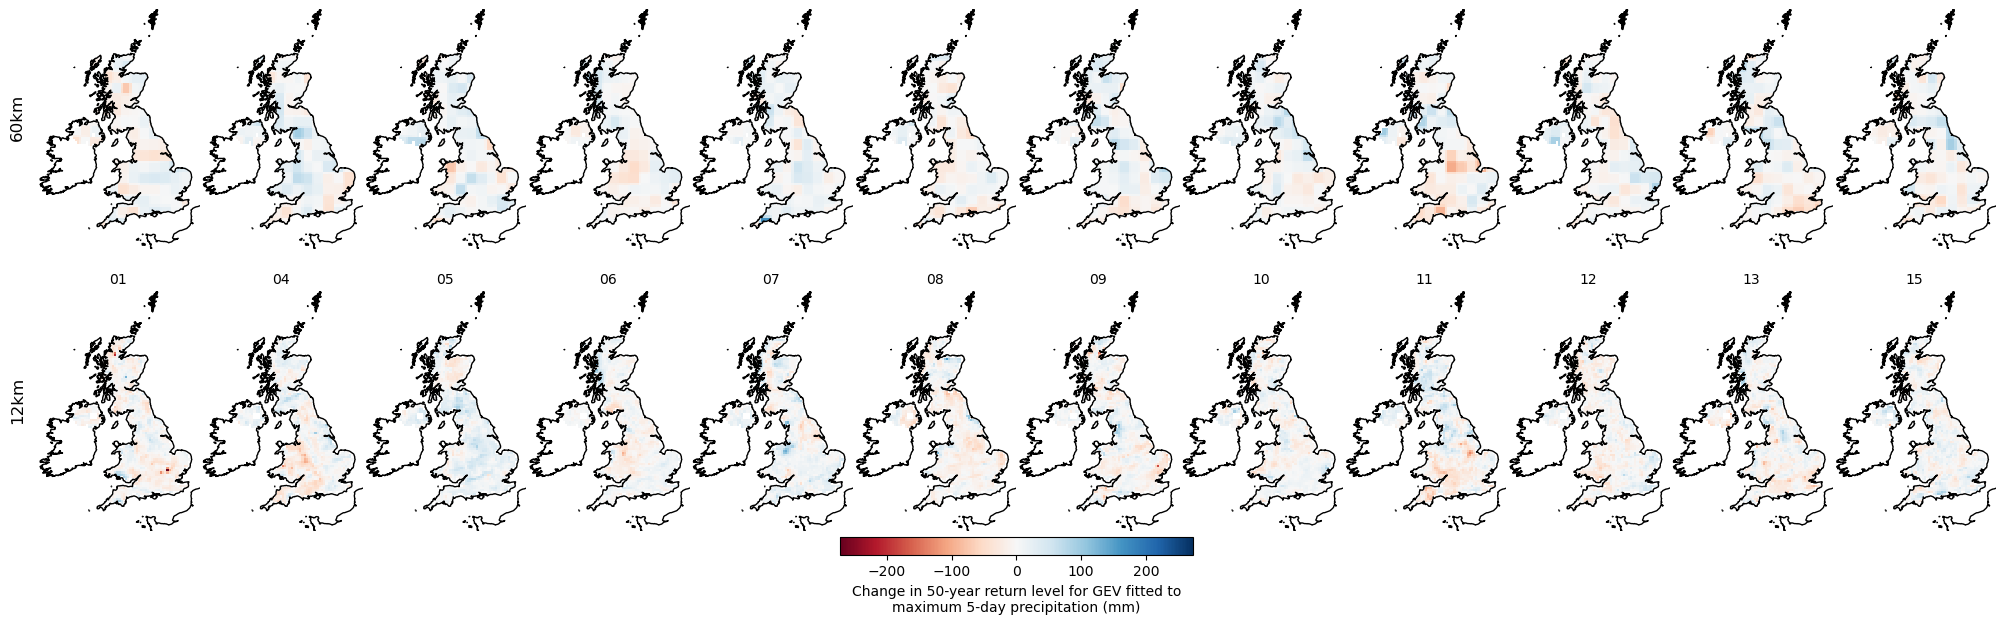 60km
01 04 05 06 07 08 09 10 11 12 13 15
12km
−200 −100 0 100 200
Change in 50-year return level for GEV fitted to
maximum 5-day precipitation (mm)